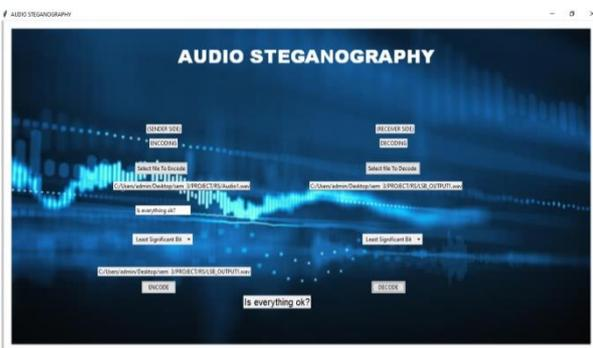 AUDIO STEGANOGRAPHY
AUDIO STEGANOGRAPHY
(SENDER SIDE)
ENCODING
Select file To Encode
C:/Users/admin/Desktop/sem 3/PROJECT/RS/Audio1.wav
Is everything ok?
Least Significant Bit
C:/Users/admin/Desktop/sem 3/PROJECT/RS/LSB_OUTPUT1.wav
ENCODE
(RECEIVER SIDE)
DECODING
Select file To Decode
C:/Users/admin/Desktop/sem 3/PROJECT/RS/LSB_OUTPUT1.wav
Least Significant Bit
DECODE
Is everything ok?